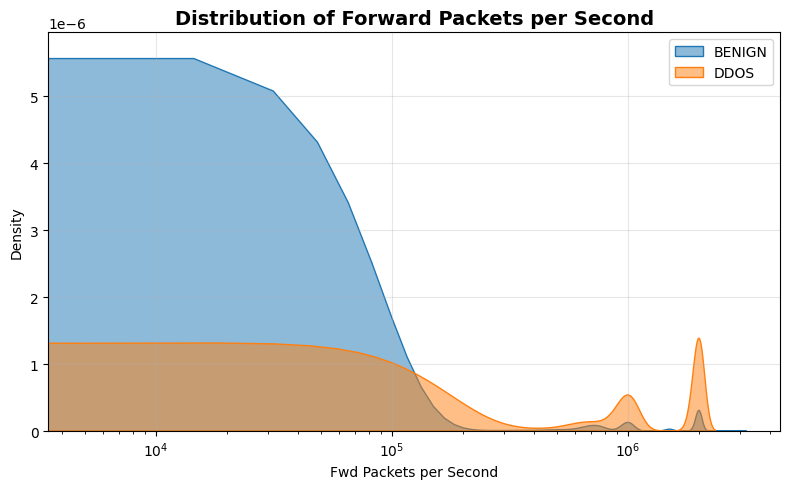 Distribution of Forward Packets per Second
1e−6
BENIGN
DDOS
5
4
3
2
1
0
Density
10^4
10^5
10^6
Fwd Packets per Second